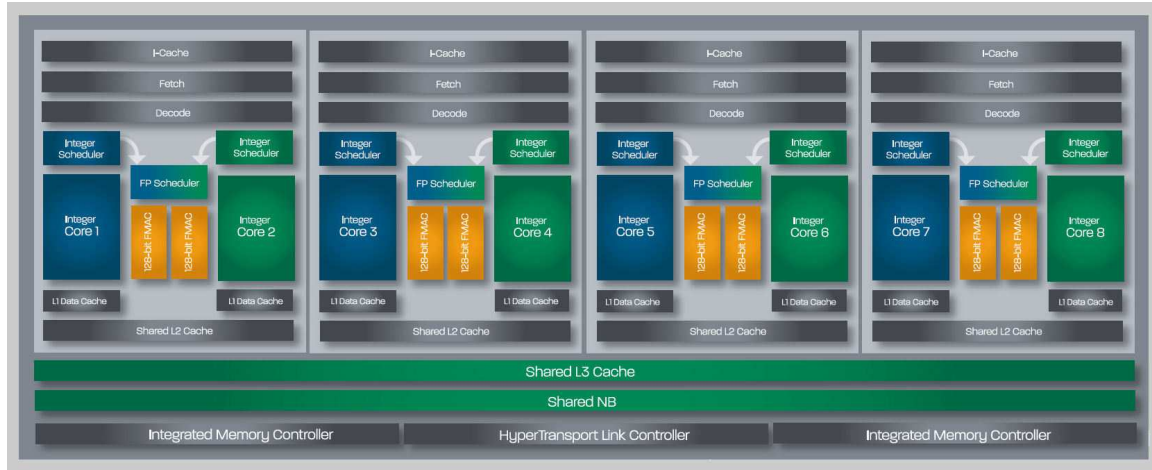 I-Cache
Fetch
Decode
Integer
Scheduler
Integer
Scheduler
FP Scheduler
Integer
Core 1
128-bit FMAC
128-bit FMAC
Integer
Core 2
L1 Data Cache
L1 Data Cache
Shared L2 Cache
I-Cache
Fetch
Decode
Integer
Scheduler
Integer
Scheduler
FP Scheduler
Integer
Core 3
128-bit FMAC
128-bit FMAC
Integer
Core 4
L1 Data Cache
L1 Data Cache
Shared L2 Cache
I-Cache
Fetch
Decode
Integer
Scheduler
Integer
Scheduler
FP Scheduler
Integer
Core 5
128-bit FMAC
128-bit FMAC
Integer
Core 6
L1 Data Cache
L1 Data Cache
Shared L2 Cache
I-Cache
Fetch
Decode
Integer
Scheduler
Integer
Scheduler
FP Scheduler
Integer
Core 7
128-bit FMAC
128-bit FMAC
Integer
Core 8
L1 Data Cache
L1 Data Cache
Shared L2 Cache
Shared L3 Cache
Shared NB
Integrated Memory Controller
HyperTransport Link Controller
Integrated Memory Controller